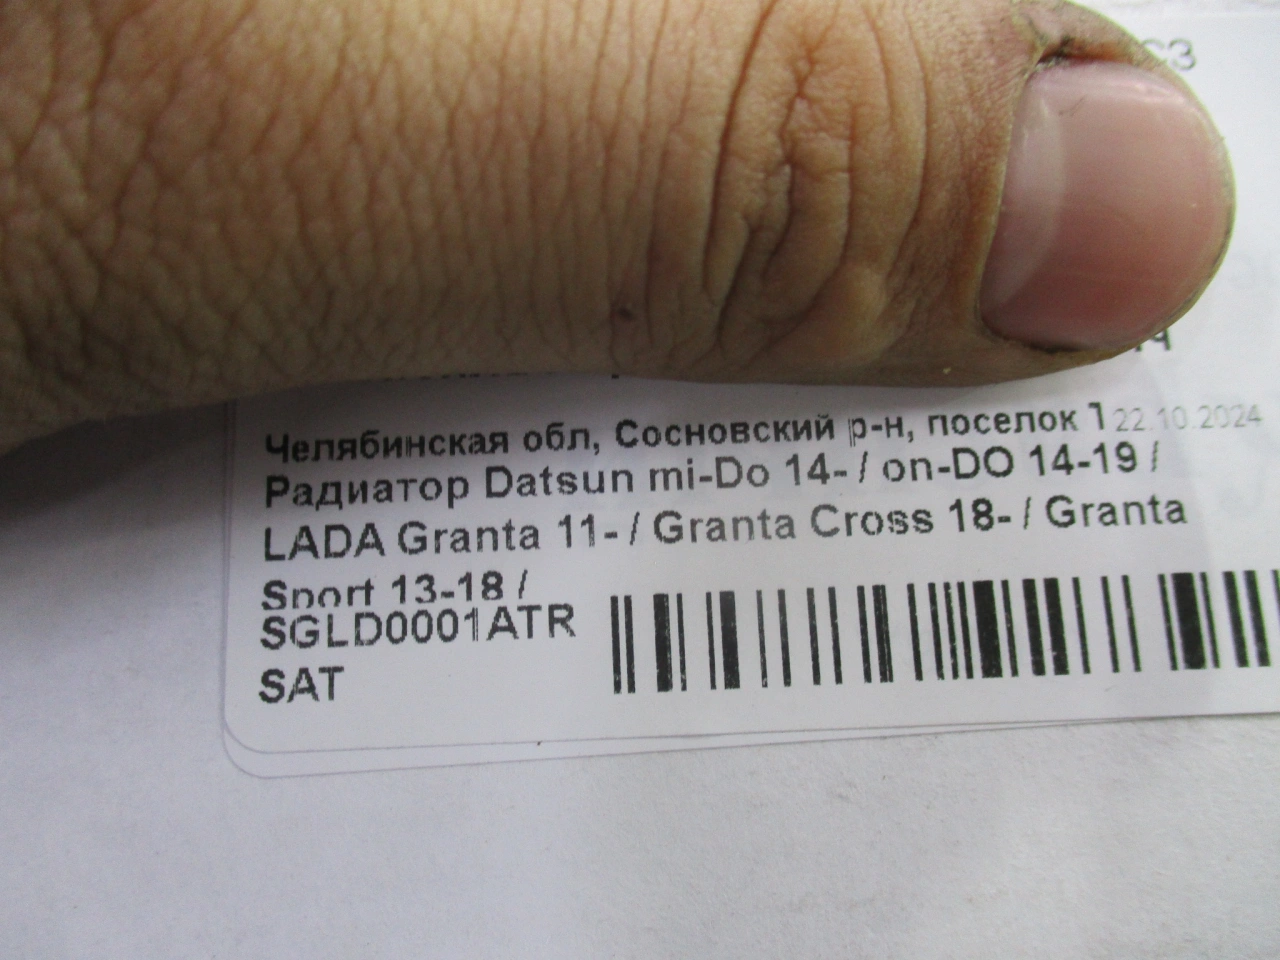 Челябинская обл, Сосновский р-н, поселок 22.10.2024
Радиатор Datsun mi-Do 14- / on-DO 14-19 /
LADA Granta 11- / Granta Cross 18- / Granta
Sport 13-18 /
SGLD0001ATR
SAT